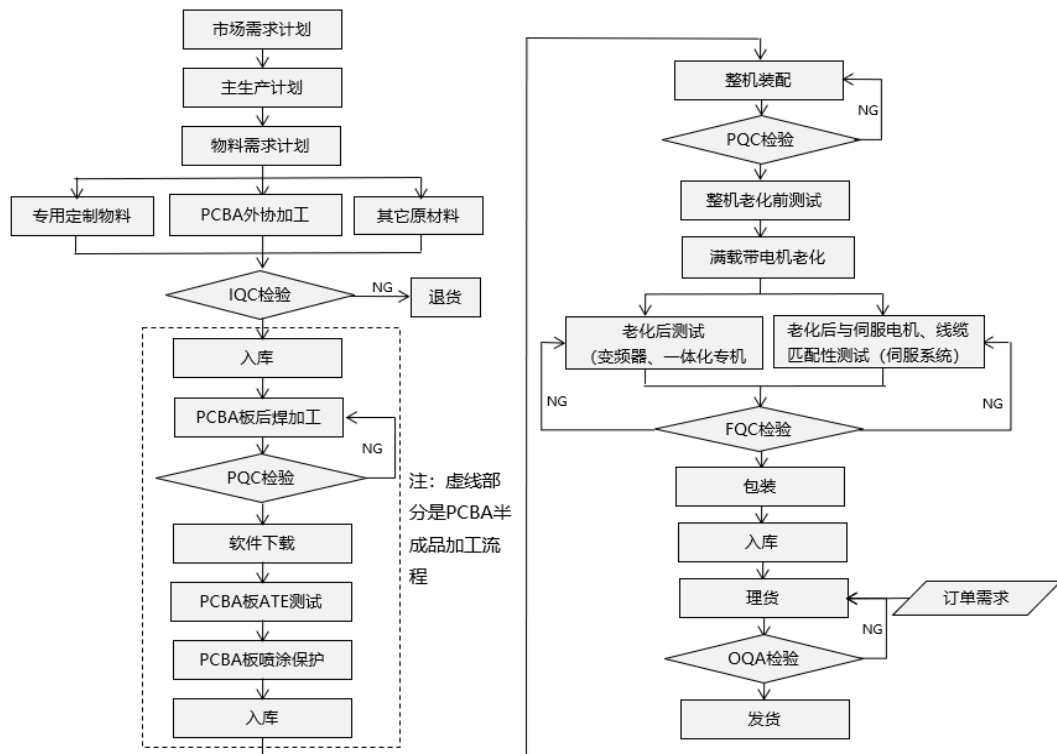 市场需求计划
主生产计划
物料需求计划
专用定制物料
PCBA外协加工
其它原材料
IQC检验
NG
退货
入库
PCBA板后焊加工
NG
PQC检验
软件下载
PCBA板ATE测试
PCBA板喷涂保护
入库
注：虚线部
分是PCBA半
成品加工流
程
整机装配
NG
PQC检验
整机老化前测试
满载带电机老化
老化后测试
（变频器、一体化专机
老化后与伺服电机、线缆
匹配性测试（伺服系统）
NG
NG
FQC检验
包装
入库
理货
订单需求
NG
OQA检验
发货